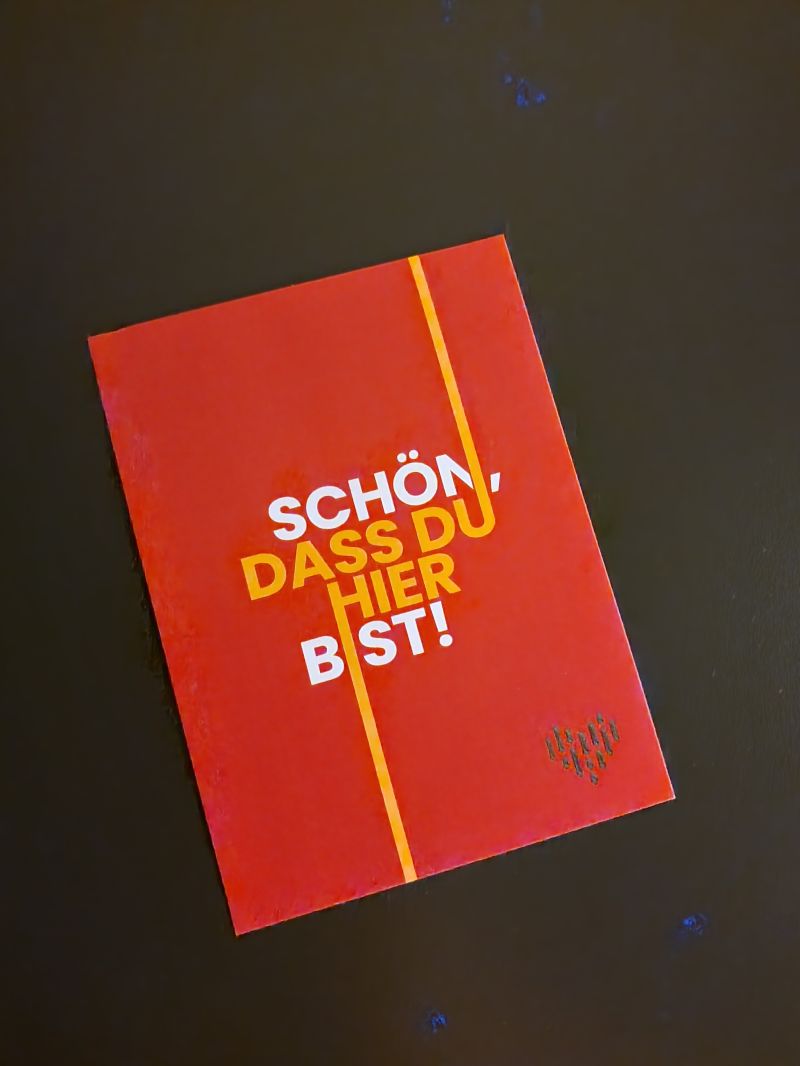 SCHÖN,
DASS DU
HIER
BIST!